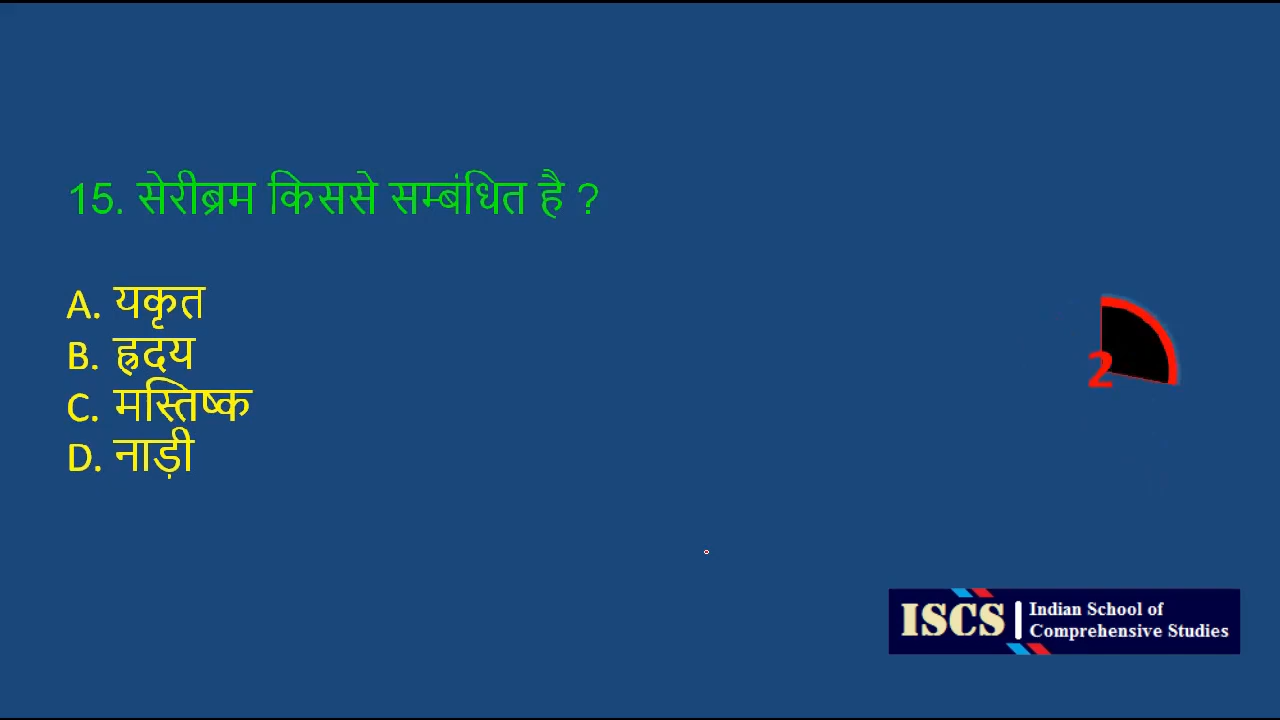 15. सेरीब्रम किससे सम्बंधित है ?
A. यकृत
B. ह्रदय
C. मस्तिष्क
D. नाड़ी
2
ISCS
Indian School of
Comprehensive Studies